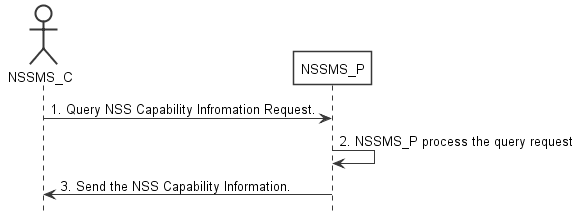 NSSMS_C
NSSMS_P
1. Query NSS Capability Infromation Request.
2. NSSMS_P process the query request
3. Send the NSS Capability Information.